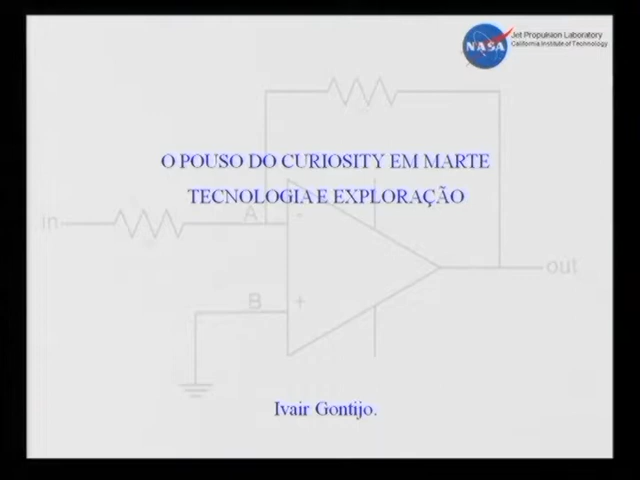 NASA
Jet Propulsion Laboratory
California Institute of Technology
O POUSO DO CURIOSITY EM MARTE
TECNOLOGIA E EXPLORAÇÃO
in
A
-
out
B
+
Ivair Gontijo.